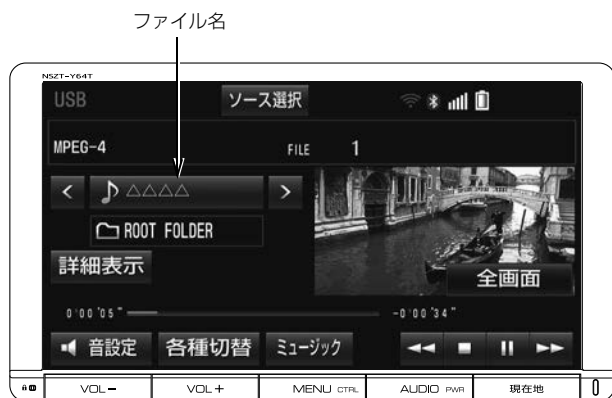 ファイル名
NSZT-Y64T
USB ソース選択
MPEG-4 FILE 1
< ♪ △△△△ >
ROOT FOLDER
詳細表示
全画面
0'00'05" -0'00'34"
音設定 各種切替 ミュージック
VOL− VOL+ MENU CTRL AUDIO PWR 現在地